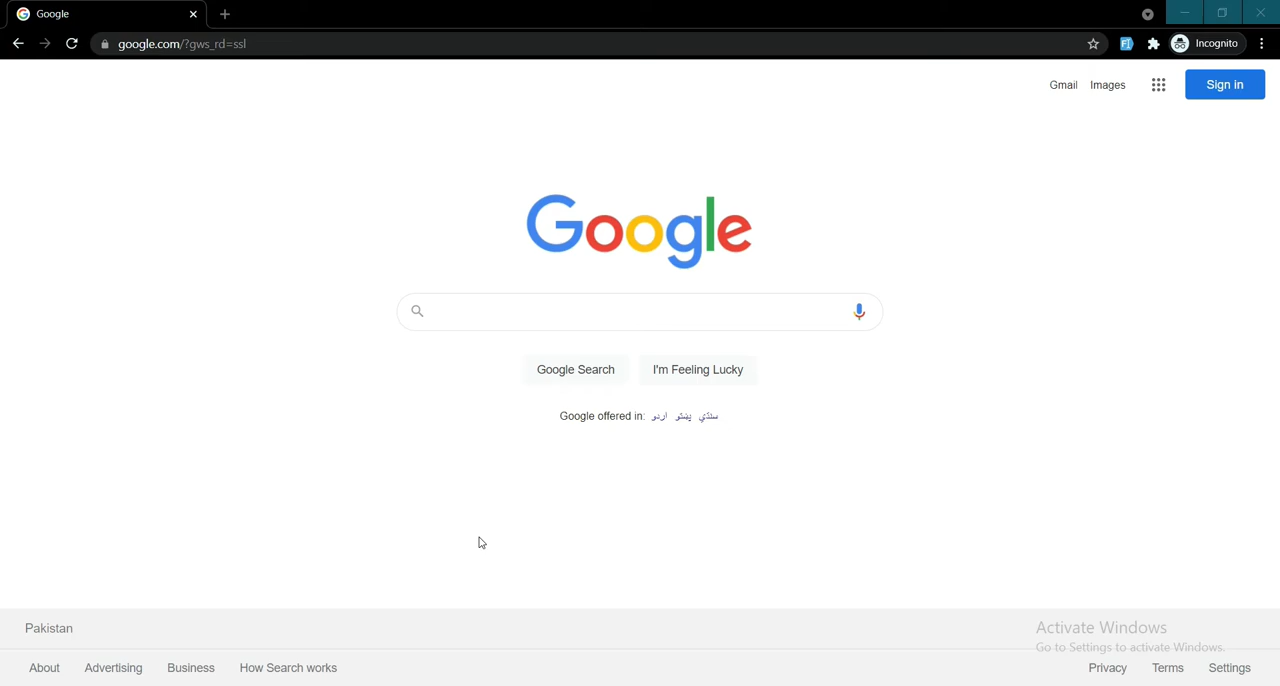 Google
google.com/?gws_rd=ssl
Incognito
Gmail Images
Sign in
Google
Google Search I'm Feeling Lucky
Google offered in: اردو پښتو سنڌي
Pakistan
Activate Windows
Go to Settings to activate Windows.
About Advertising Business How Search works
Privacy Terms Settings